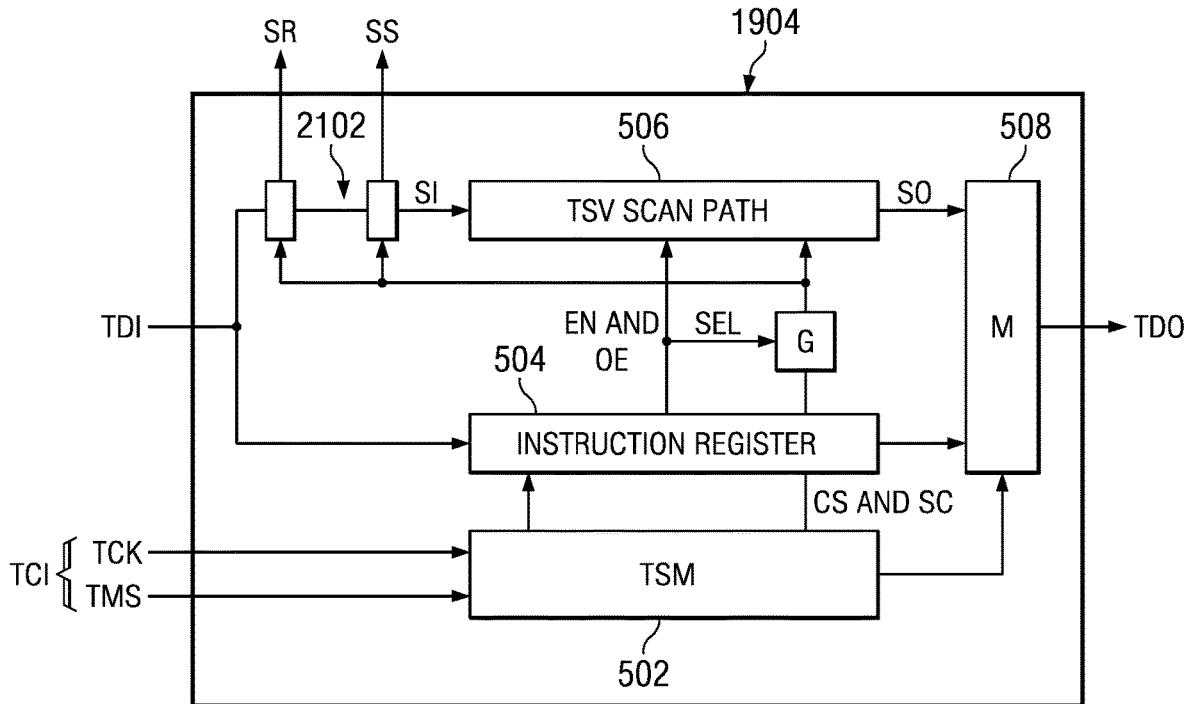 SR
SS
1904
2102
506
508
SI
TSV SCAN PATH
SO
TDI
EN AND
OE
SEL
G
M
TDO
504
INSTRUCTION REGISTER
CS AND SC
TCI
TCK
TMS
TSM
502